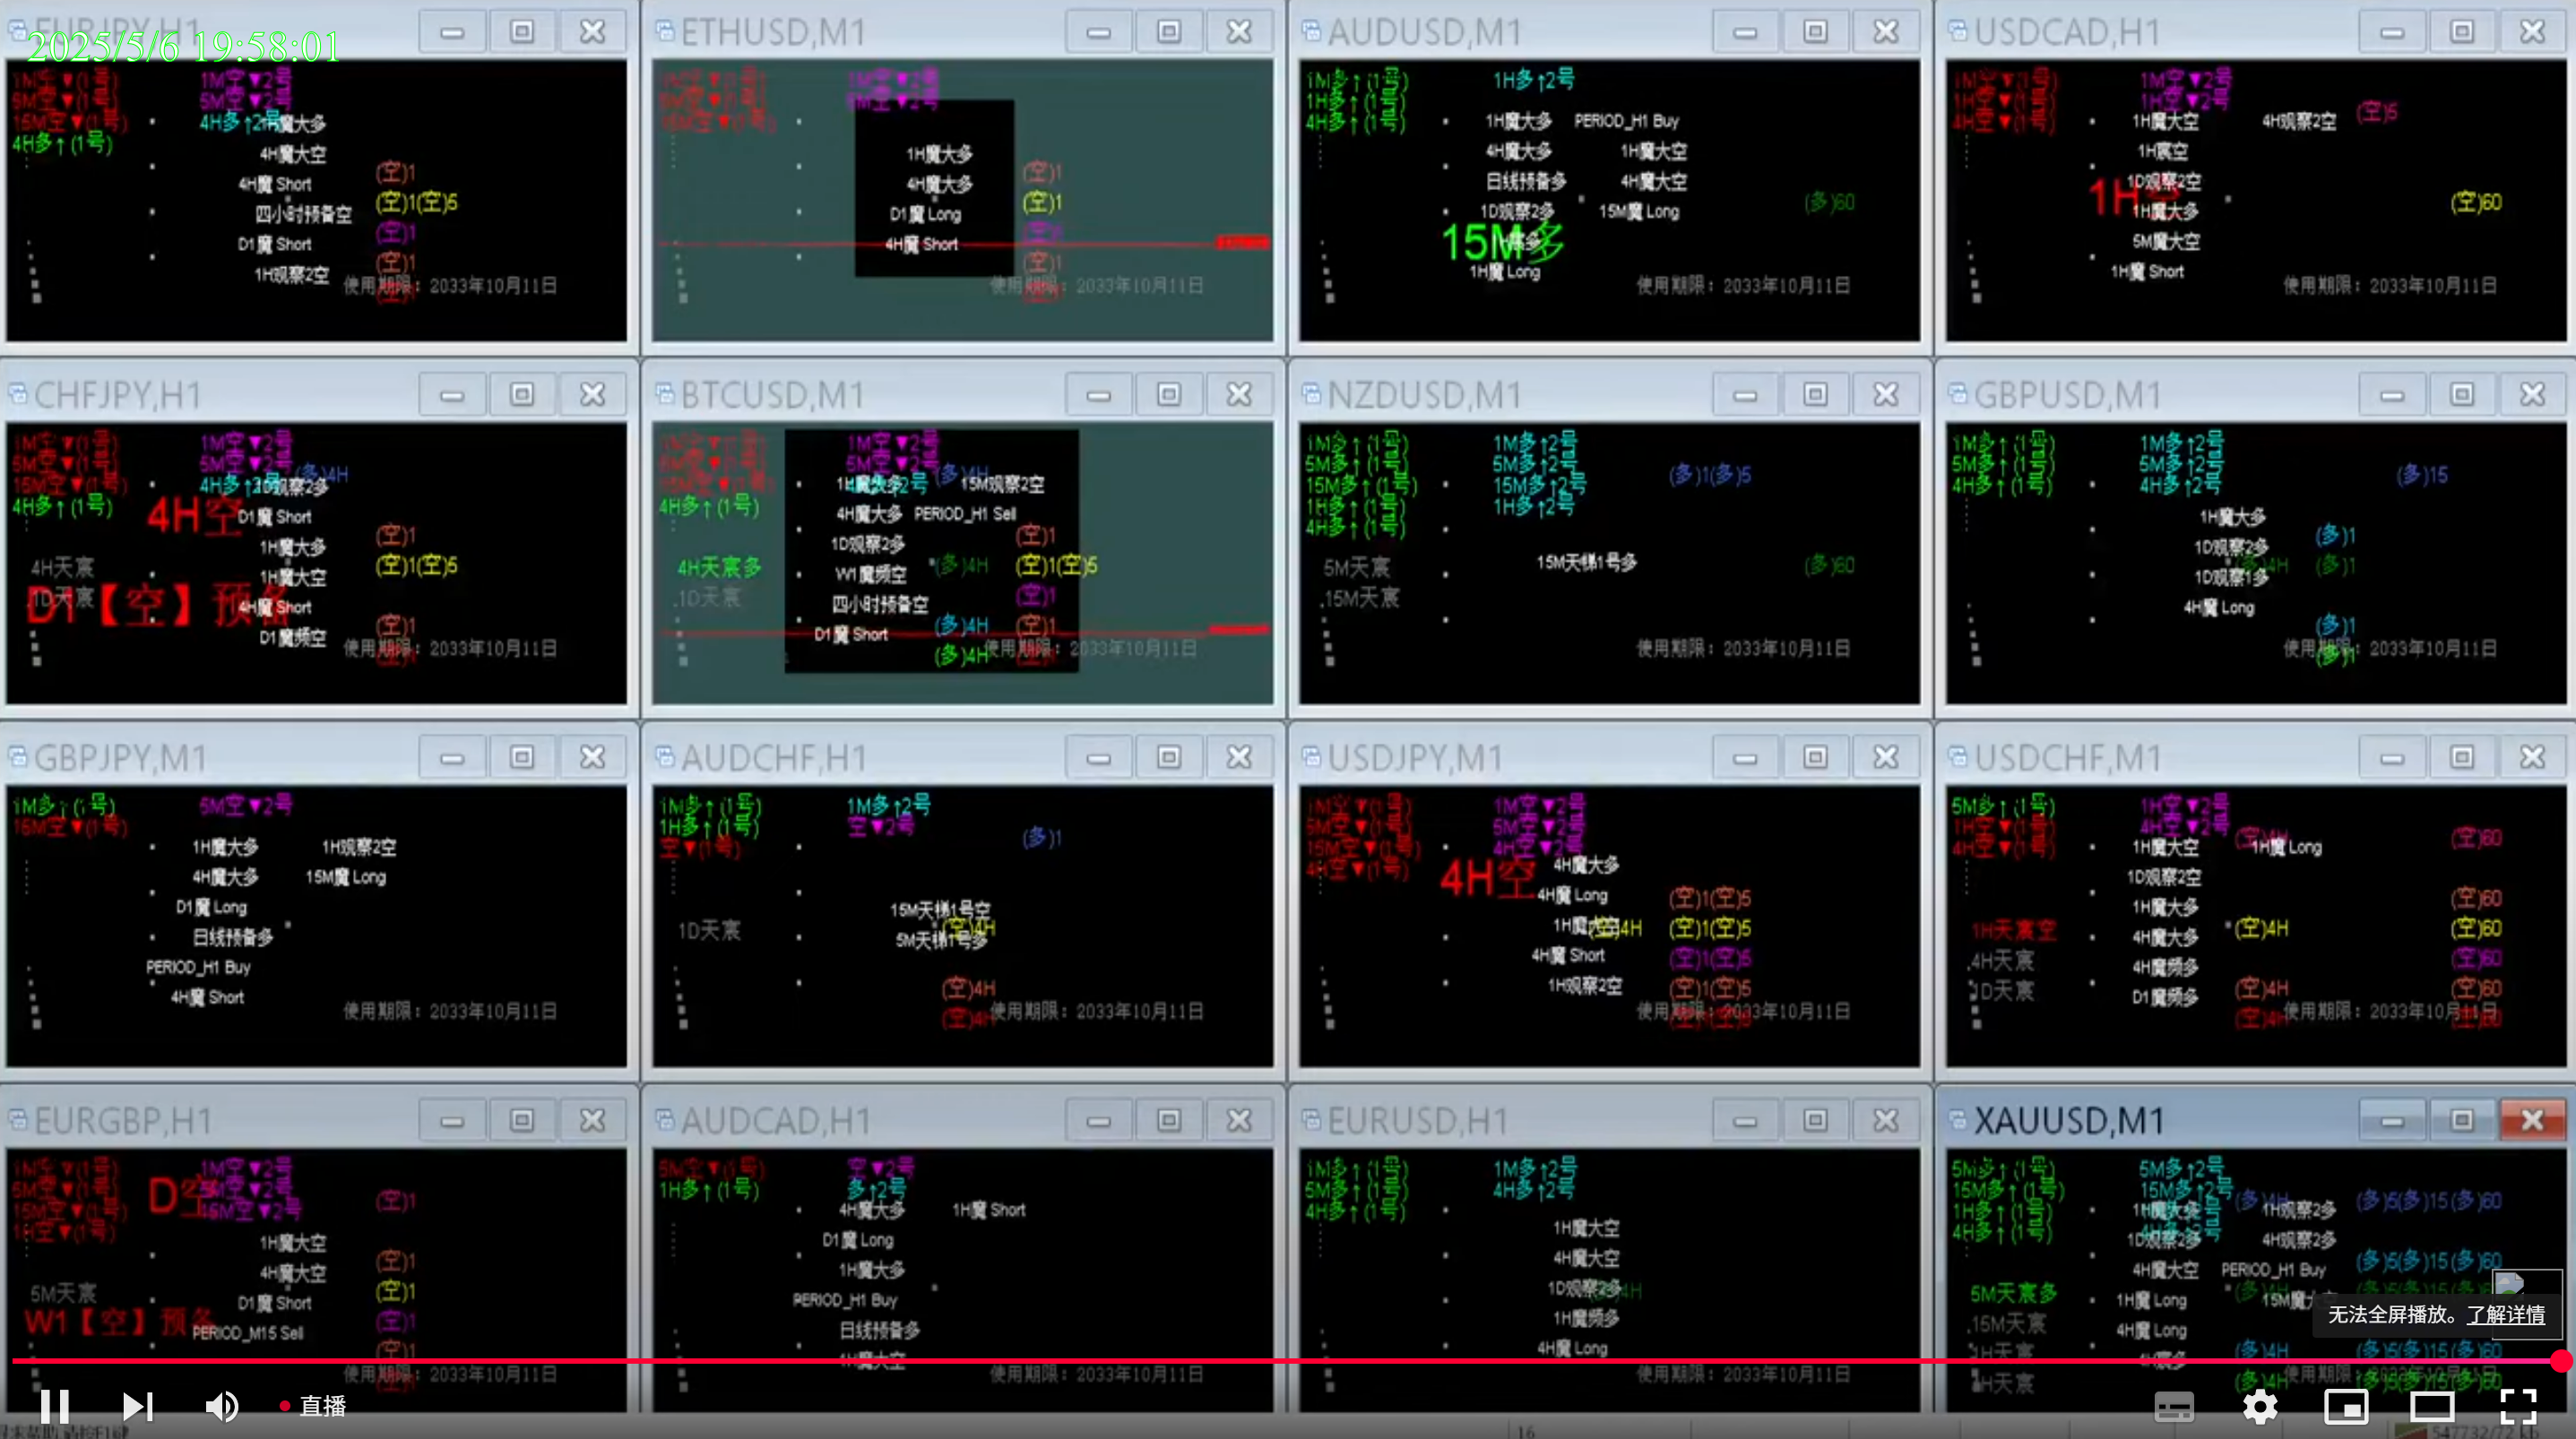 EURJPY,H1
2025/5/6 19:58:01
1M空▼(1号)
5M空▼(1号)
15M空▼(1号)
4H多↑(1号)
1M空▼2号
5M空▼2号
4H多↑2号
1H魔大多
4H魔大空
4H魔 Short
四小时预备空
D1魔 Short
1H观察2空
(空)1
(空)1(空)5
(空)1
(空)1
使用期限：2033年10月11日
ETHUSD,M1
1M空▼2号
5M空▼2号
1H魔大多
4H魔大多
D1魔 Long
4H魔 Short
(空)1
(空)1
(空)1
(空)1
使用期限：2033年10月11日
AUDUSD,M1
1M多↑(1号)
1H多↑(1号)
4H多↑(1号)
1H多↑2号
1H魔大多 PERIOD_H1 Buy
4H魔大多 1H魔大空
日线预备多 4H魔大空
1D观察2多 15M魔 Long
15M多
1H魔 Long
(多)60
使用期限：2033年10月11日
USDCAD,H1
1M空▼(1号)
1H空▼(1号)
4H空▼(1号)
1M空▼2号
1H空▼2号
(空)5
1H魔大空 4H观察2空
1H宸空
1D观察2空
1H魔大多
5M魔大空
1H魔 Short
(空)60
使用期限：2033年10月11日
CHFJPY,H1
1M空▼(1号)
5M空▼(1号)
15M空▼(1号)
4H多↑(1号)
1M空▼2号
5M空▼2号
4H多↑2号
(多)4H
1D观察2多
4H空
D1魔 Short
1H魔大多
1H魔大空
4H魔 Short
D1魔频空
4H天宸
1D天宸
D1【空】预备
(空)1
(空)1(空)5
(空)1
使用期限：2033年10月11日
BTCUSD,M1
4H多↑(1号)
1M空▼2号
5M空▼2号
(多)4H
1H魔大多 15M观察2空
4H魔大多 PERIOD_H1 Sell
1D观察2多
W1魔频空
四小时预备空
D1魔 Short
4H天宸多
1D天宸
(空)1
(多)4H (空)1(空)5
(空)1
(多)4H (空)1
(多)4H
使用期限：2033年10月11日
NZDUSD,M1
1M多↑(1号)
5M多↑(1号)
15M多↑(1号)
1H多↑(1号)
4H多↑(1号)
1M多↑2号
5M多↑2号
15M多↑2号
1H多↑2号
(多)1(多)5
5M天宸
15M天宸
15M天梯1号多
(多)60
使用期限：2033年10月11日
GBPUSD,M1
1M多↑(1号)
5M多↑(1号)
4H多↑(1号)
1M多↑2号
5M多↑2号
4H多↑2号
(多)15
1H魔大多
1D观察2多
1D观察1多
4H魔 Long
(多)1
(多)1
(多)1
(多)1
使用期限：2033年10月11日
GBPJPY,M1
1M多↑(1号)
15M空▼(1号)
5M空▼2号
1H魔大多 1H观察2空
4H魔大多 15M魔 Long
D1魔 Long
日线预备多
PERIOD_H1 Buy
4H魔 Short
使用期限：2033年10月11日
AUDCHF,H1
1M多↑(1号)
1H多↑(1号)
空▼(1号)
1M多↑2号
空▼2号
(多)1
1D天宸
15M天梯1号空
(空)4H
5M天梯1号多
(空)4H
(空)4H
使用期限：2033年10月11日
USDJPY,M1
1M空▼(1号)
5M空▼(1号)
15M空▼(1号)
4H空▼(1号)
1M空▼2号
5M空▼2号
4H空▼2号
4H空
4H魔大多
4H魔 Long
1H魔大空
4H魔 Short
1H观察2空
(空)1(空)5
(空)1(空)5
(空)1(空)5
(空)1(空)5
使用期限：2033年10月11日
USDCHF,M1
5M多↑(1号)
1H空▼(1号)
4H空▼(1号)
1H空▼2号
4H空▼2号
1H魔大空 1H魔 Long
1D观察2空
1H魔大多
4H魔大多
4H魔频多
D1魔频多
1H天宸空
4H天宸
1D天宸
(空)60
(空)60
(空)4H (空)60
(空)60
(空)4H (空)60
(空)4H
使用期限：2033年10月11日
EURGBP,H1
1M空▼(1号)
5M空▼(1号)
15M空▼(1号)
1H空▼(1号)
D空
1M空▼2号
5M空▼2号
15M空▼2号
(空)1
1H魔大空
4H魔大空
D1魔 Short
PERIOD_M15 Sell
5M天宸
W1【空】预备
(空)1
(空)1
(空)1
(空)1
使用期限：2033年10月11日
AUDCAD,H1
5M空▼(1号)
1H多↑(1号)
空▼2号
多↑2号
4H魔大多 1H魔 Short
D1魔 Long
1H魔大多
PERIOD_H1 Buy
日线预备多
4H魔大空
使用期限：2033年10月11日
EURUSD,H1
1M多↑(1号)
5M多↑(1号)
4H多↑(1号)
1M多↑2号
4H多↑2号
1H魔大空
4H魔大空
1D观察2多
1H魔频多
4H魔 Long
使用期限：2033年10月11日
XAUUSD,M1
5M多↑(1号)
15M多↑(1号)
1H多↑(1号)
4H多↑(1号)
5M多↑2号
15M多↑2号
(多)4H (多)5(多)15(多)60
1H魔大多 1H观察2多
1D观察2多 4H观察2多
4H魔大空 PERIOD_H1 Buy
1H魔 Long
4H魔 Long
5M天宸多
15M天宸
1H天宸
4H天宸
(多)5(多)15(多)60
(多)4H (多)5(多)15(多)60
(多)4H
无法全屏播放。了解详情
直播
16